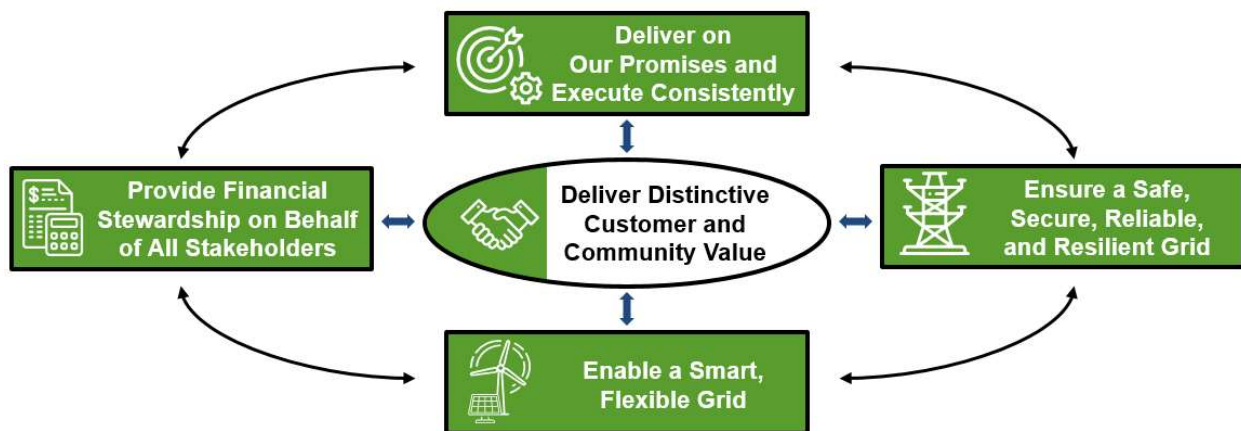 Deliver on
Our Promises and
Execute Consistently
Provide Financial
Stewardship on Behalf
of All Stakeholders
Deliver Distinctive
Customer and
Community Value
Ensure a Safe,
Secure, Reliable,
and Resilient Grid
Enable a Smart,
Flexible Grid